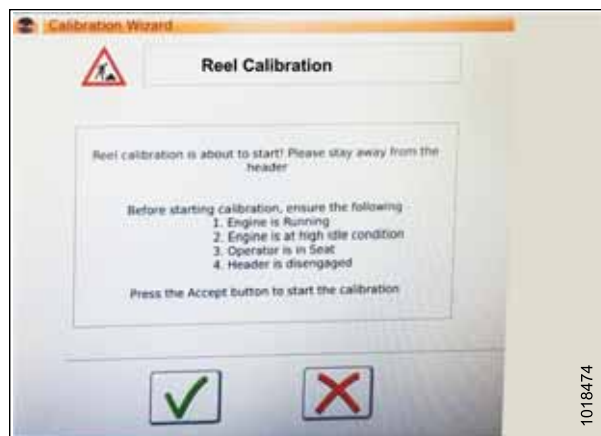 Calibration Wizard
Reel Calibration
Reel calibration is about to start! Please stay away from the
header
Before starting calibration, ensure the following
1. Engine is Running
2. Engine is at high idle condition
3. Operator is in Seat
4. Header is disengaged
Press the Accept button to start the calibration
1018474